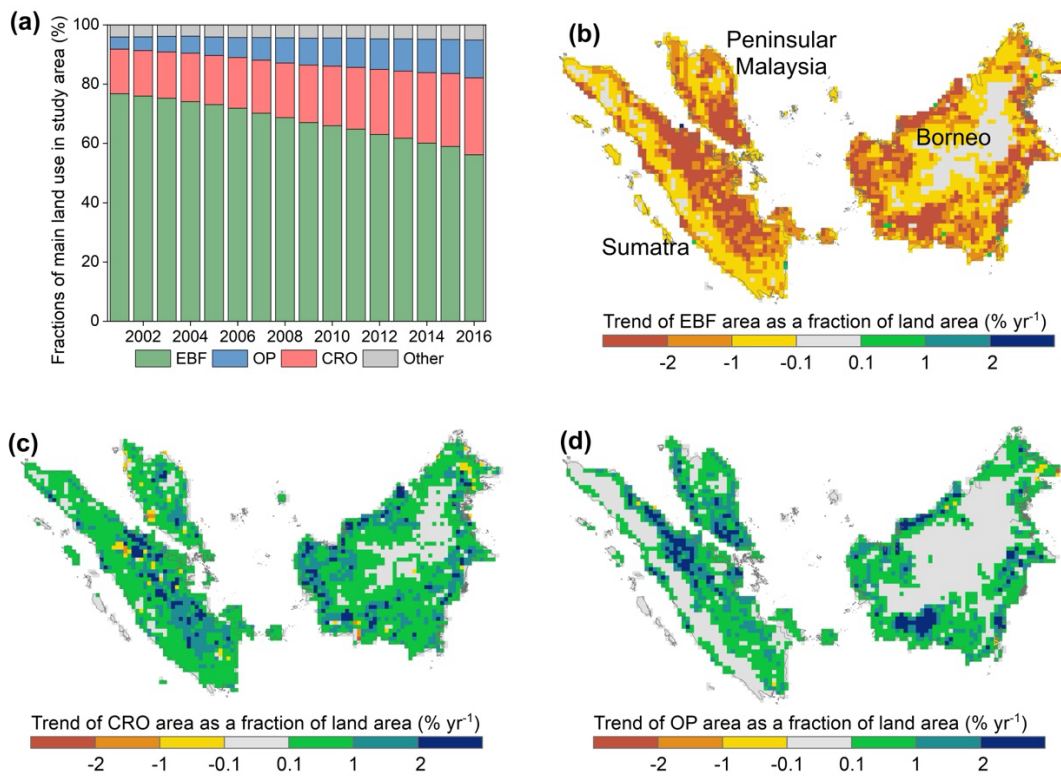 (a)
Fractions of main land use in study area (%)
100
80
60
40
20
0
2002 2004 2006 2008 2010 2012 2014 2016
EBF OP CRO Other
(b)
Peninsular
Malaysia
Borneo
Sumatra
Trend of EBF area as a fraction of land area (% yr⁻¹)
-2 -1 -0.1 0.1 1 2
(c)
Trend of CRO area as a fraction of land area (% yr⁻¹)
-2 -1 -0.1 0.1 1 2
(d)
Trend of OP area as a fraction of land area (% yr⁻¹)
-2 -1 -0.1 0.1 1 2